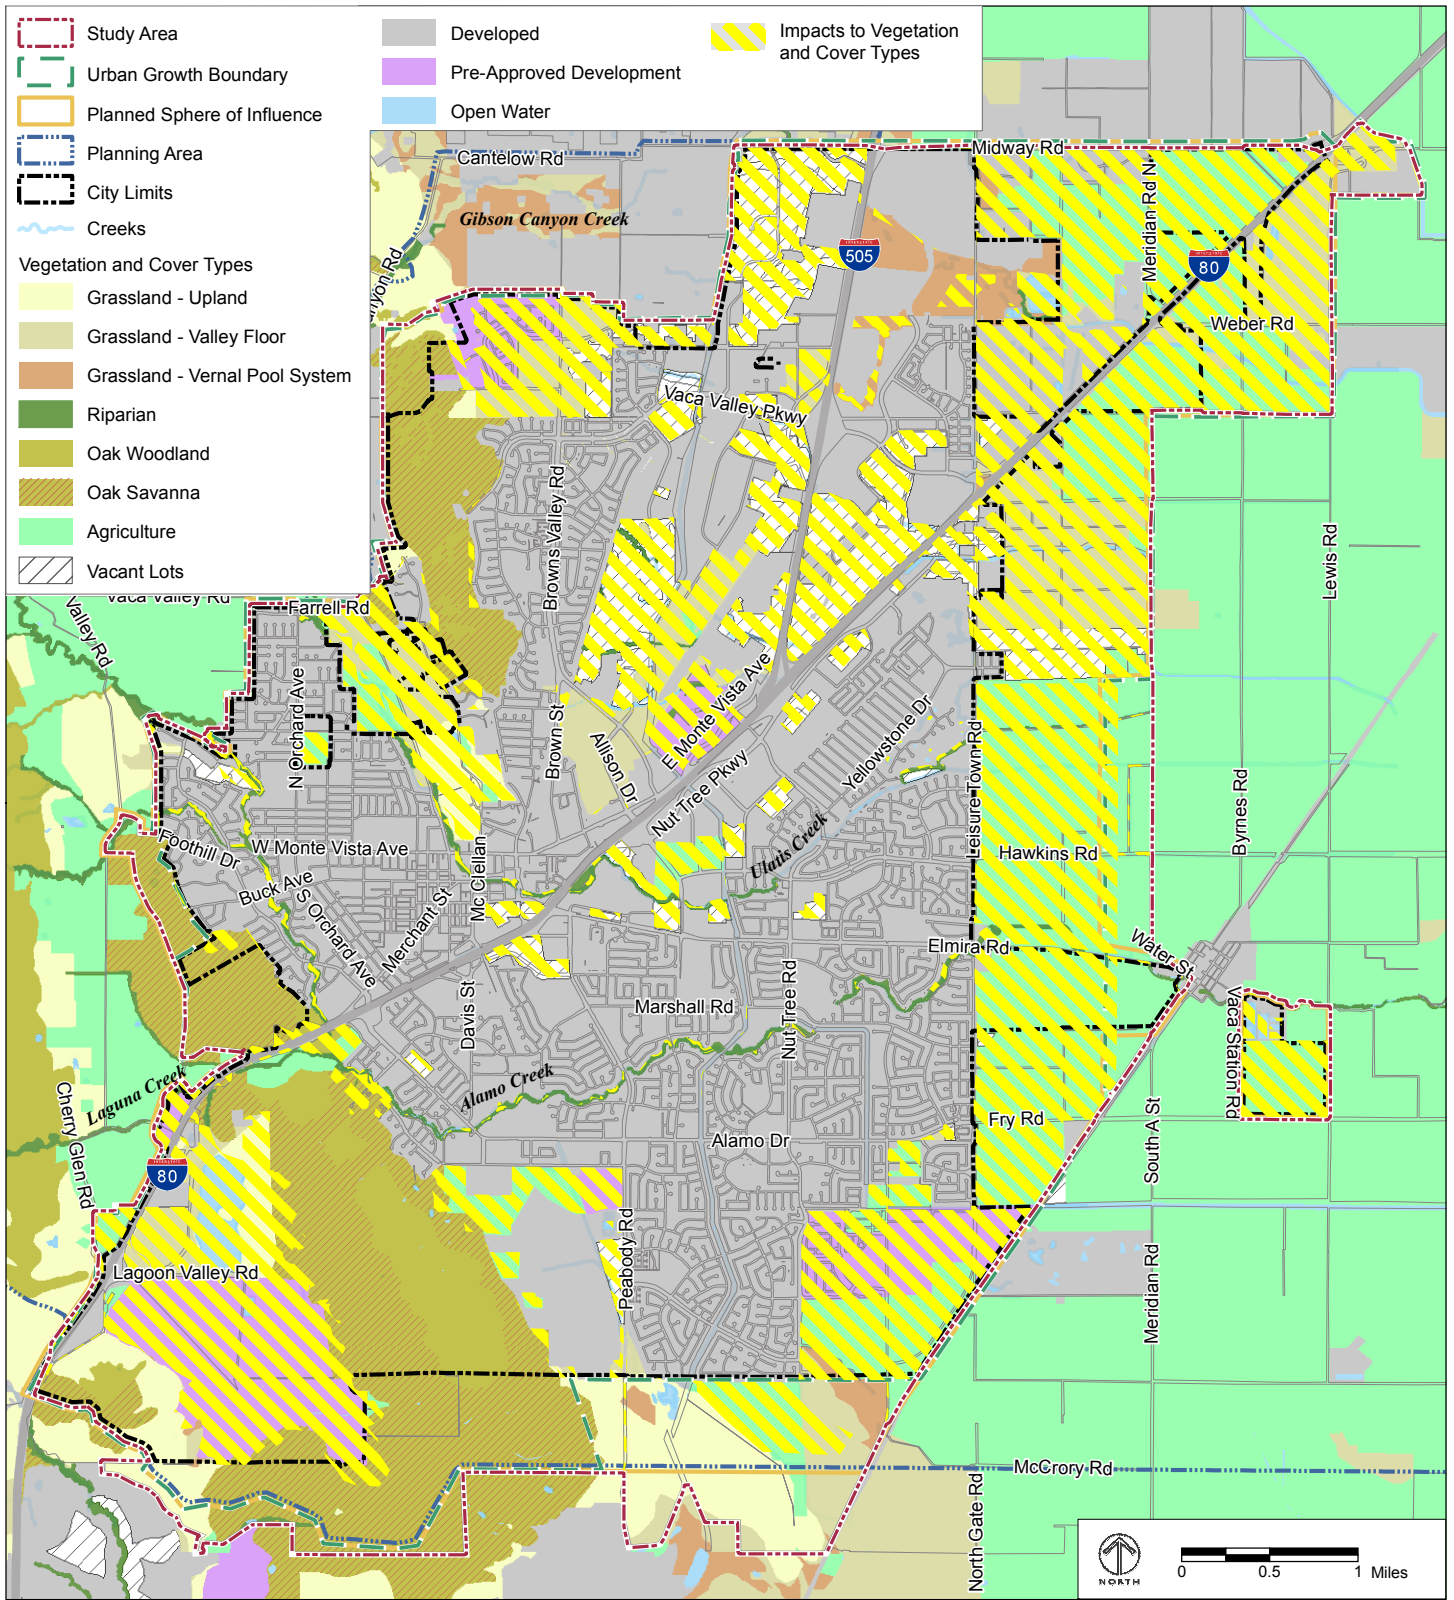 Study Area
Urban Growth Boundary
Planned Sphere of Influence
Planning Area
City Limits
Creeks
Vegetation and Cover Types
Grassland - Upland
Grassland - Valley Floor
Grassland - Vernal Pool System
Riparian
Oak Woodland
Oak Savanna
Agriculture
Vacant Lots
Developed
Pre-Approved Development
Open Water
Impacts to Vegetation
and Cover Types
Cantelow Rd
Midway Rd
Gibson Canyon Creek
INTERSTATE
505
Meridian Rd N
INTERSTATE
80
Weber Rd
Vaca Valley Pkwy
Browns Valley Rd
Lewis Rd
Vaca Valley Rd
Farrell Rd
Valley Rd
N Orchard Ave
Brown St
Allison Dr
E Monte Vista Ave
Nut Tree Pkwy
Yellowstone Dr
Leisure Town Rd
Byrnes Rd
Foothill Dr
W Monte Vista Ave
Buck Ave
S Orchard Ave
Merchant St
Mc Clellan
Ulatis Creek
Hawkins Rd
Elmira Rd
Water St
Davis St
Marshall Rd
Nut Tree Rd
Vaca Station Rd
Laguna Creek
Alamo Creek
Cherry Glen Rd
Fry Rd
South A St
Alamo Dr
INTERSTATE
80
Lagoon Valley Rd
Peabody Rd
Meridian Rd
McCrory Rd
North Gate Rd
NORTH
0 0.5 1 Miles